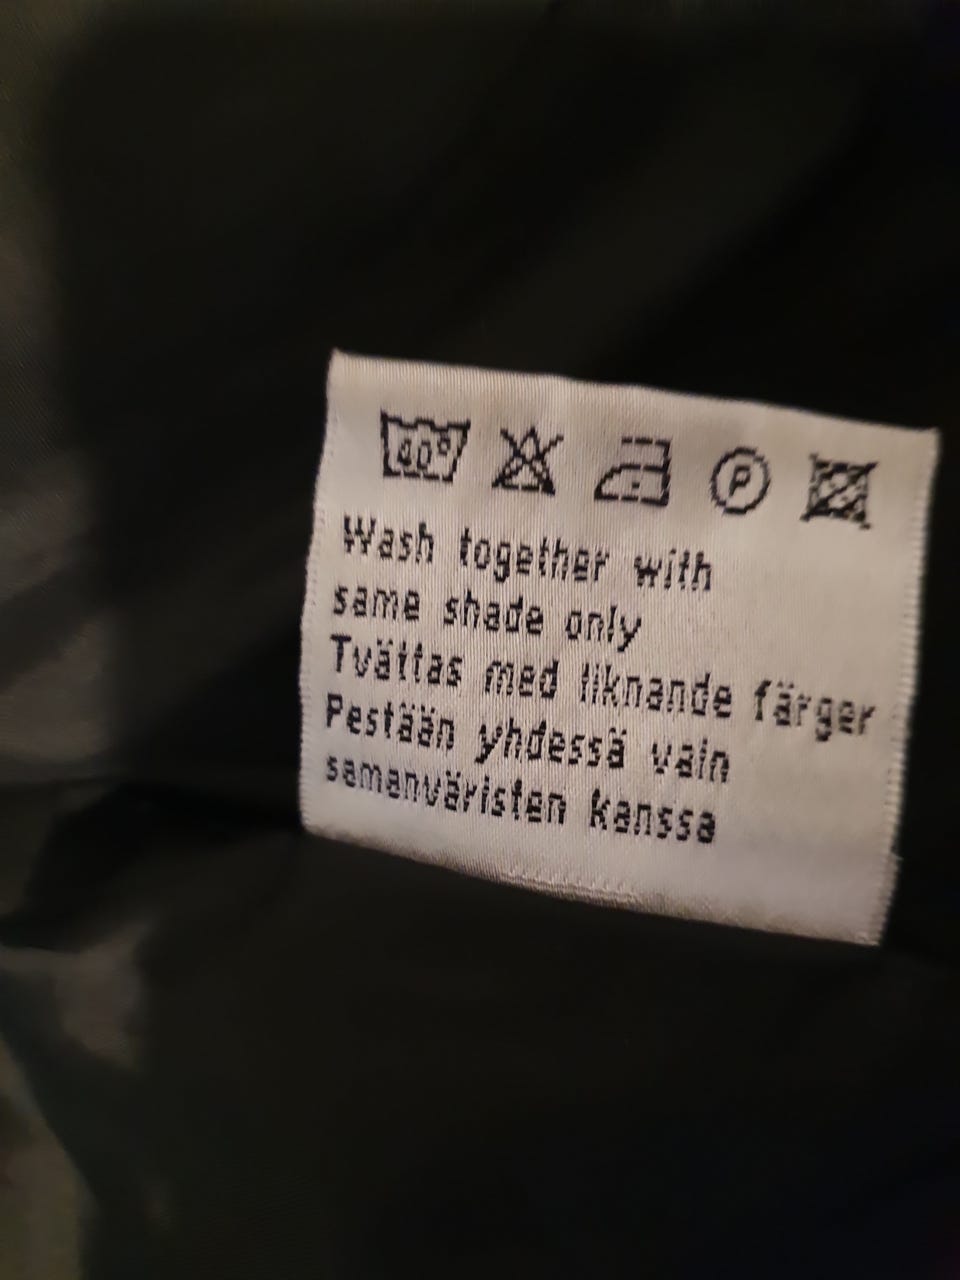 40°
P
Wash together with
same shade only
Tvättas med liknande färger
Pestään yhdessä vain
samanväristen kanssa